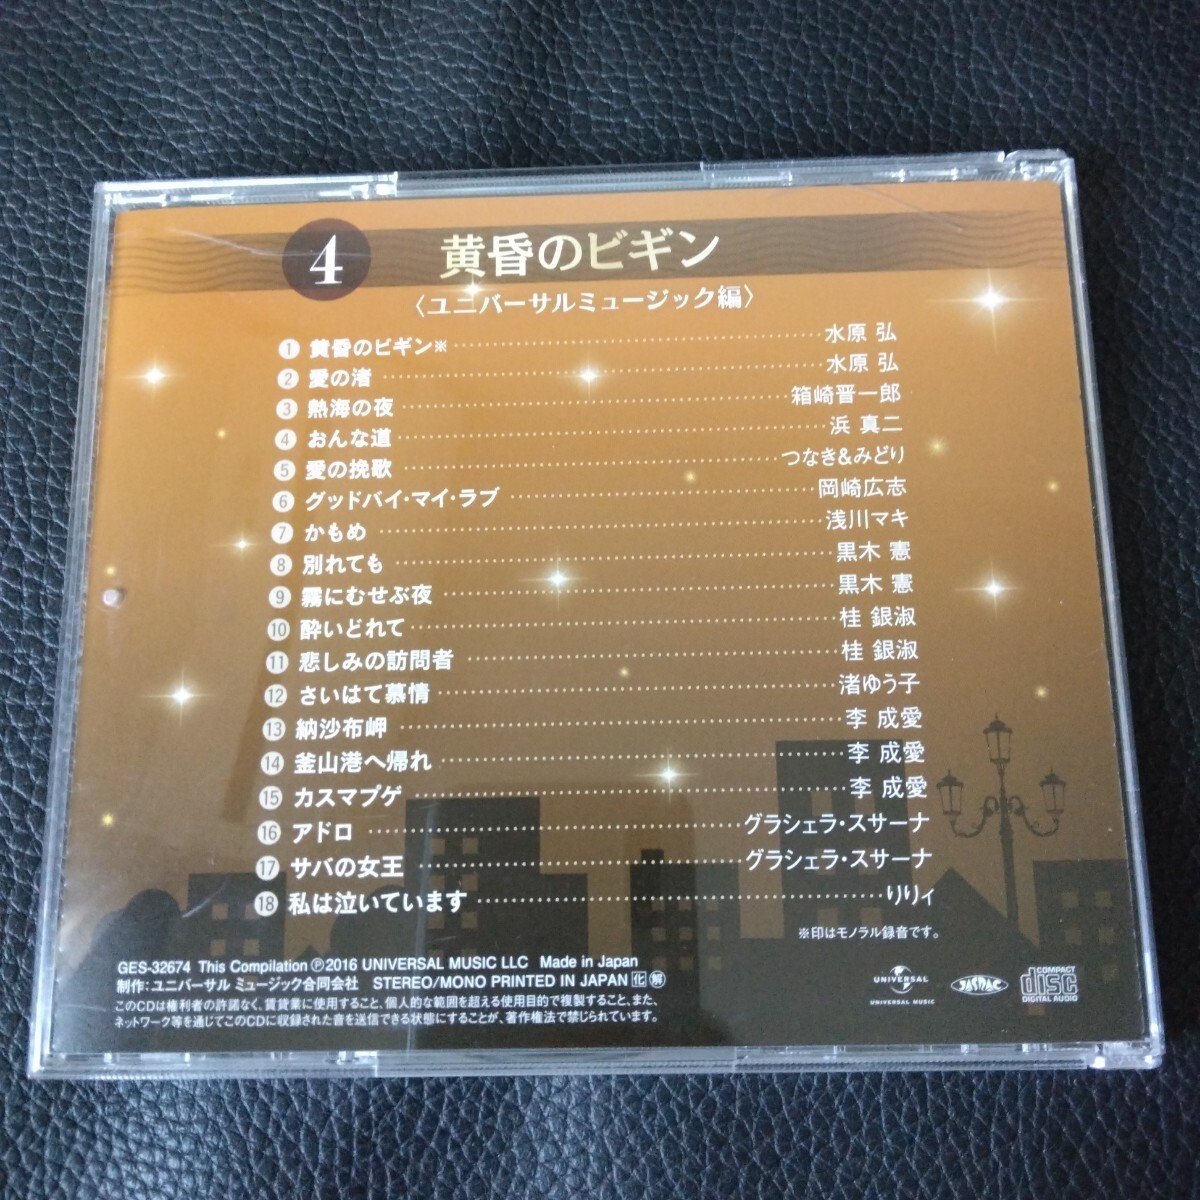 4 黄昏のビギン
〈ユニバーサルミュージック編〉
1 黄昏のビギン※ 水原 弘
2 愛の渚 水原 弘
3 熱海の夜 箱崎晋一郎
4 おんな道 浜 真二
5 愛の挽歌 つなき&みどり
6 グッドバイ・マイ・ラブ 岡崎広志
7 かもめ 浅川マキ
8 別れても 黒木 憲
9 霧にむせぶ夜 黒木 憲
10 酔いどれて 桂 銀淑
11 悲しみの訪問者 桂 銀淑
12 さいはて慕情 渚ゆう子
13 納沙布岬 李 成愛
14 釜山港へ帰れ 李 成愛
15 カスマプゲ 李 成愛
16 アドロ グラシェラ・スサーナ
17 サバの女王 グラシェラ・スサーナ
18 私は泣いています りりィ
※印はモノラル録音です。
GES-32674 This Compilation Ⓟ2016 UNIVERSAL MUSIC LLC Made in Japan
制作:ユニバーサル ミュージック合同会社 STEREO/MONO PRINTED IN JAPAN 化 解
このCDは権利者の許諾なく、賃貸業に使用すること、個人的な範囲を超える使用目的で複製すること、また、
ネットワーク等を通じてこのCDに収録された音を送信できる状態にすることが、著作権法で禁じられています。
UNIVERSAL
UNIVERSAL MUSIC
JASRAC
COMPACT
disc
DIGITAL AUDIO